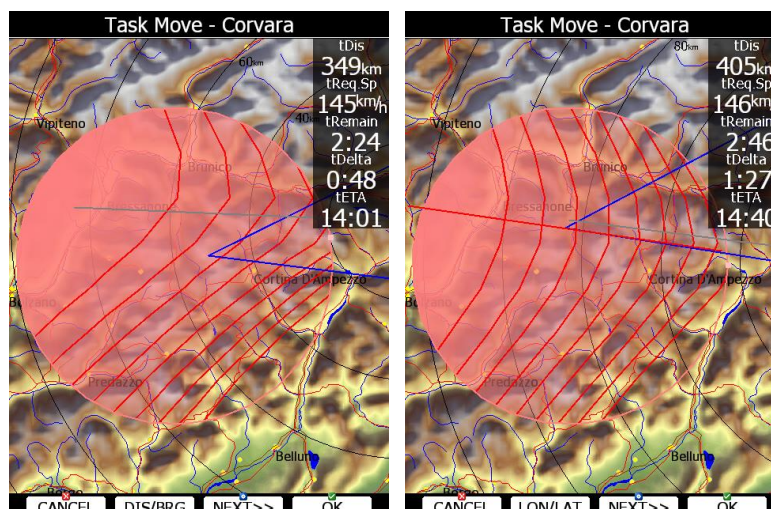 Task Move - Corvara
tDis
60km
349km
tReq.Sp
145km/h
40k
tRemain
Vipiteno
2:24
tDelta
Brunico
0:48
tETA
Bressanone
14:01
Cortina D'Ampezzo
Predazzo
Belluno
CANCEL
DIS/BRG
NEXT>>
OK
Task Move - Corvara
80km
tDis
405km
tReq.Sp
146km
tRemain
Vipiteno
2:46
tDelta
Brunico
1:27
tETA
Bressanone
14:40
Cortina D'Ampezzo
Predazzo
Belluno
CANCEL
LON/LAT
NEXT>>
OK